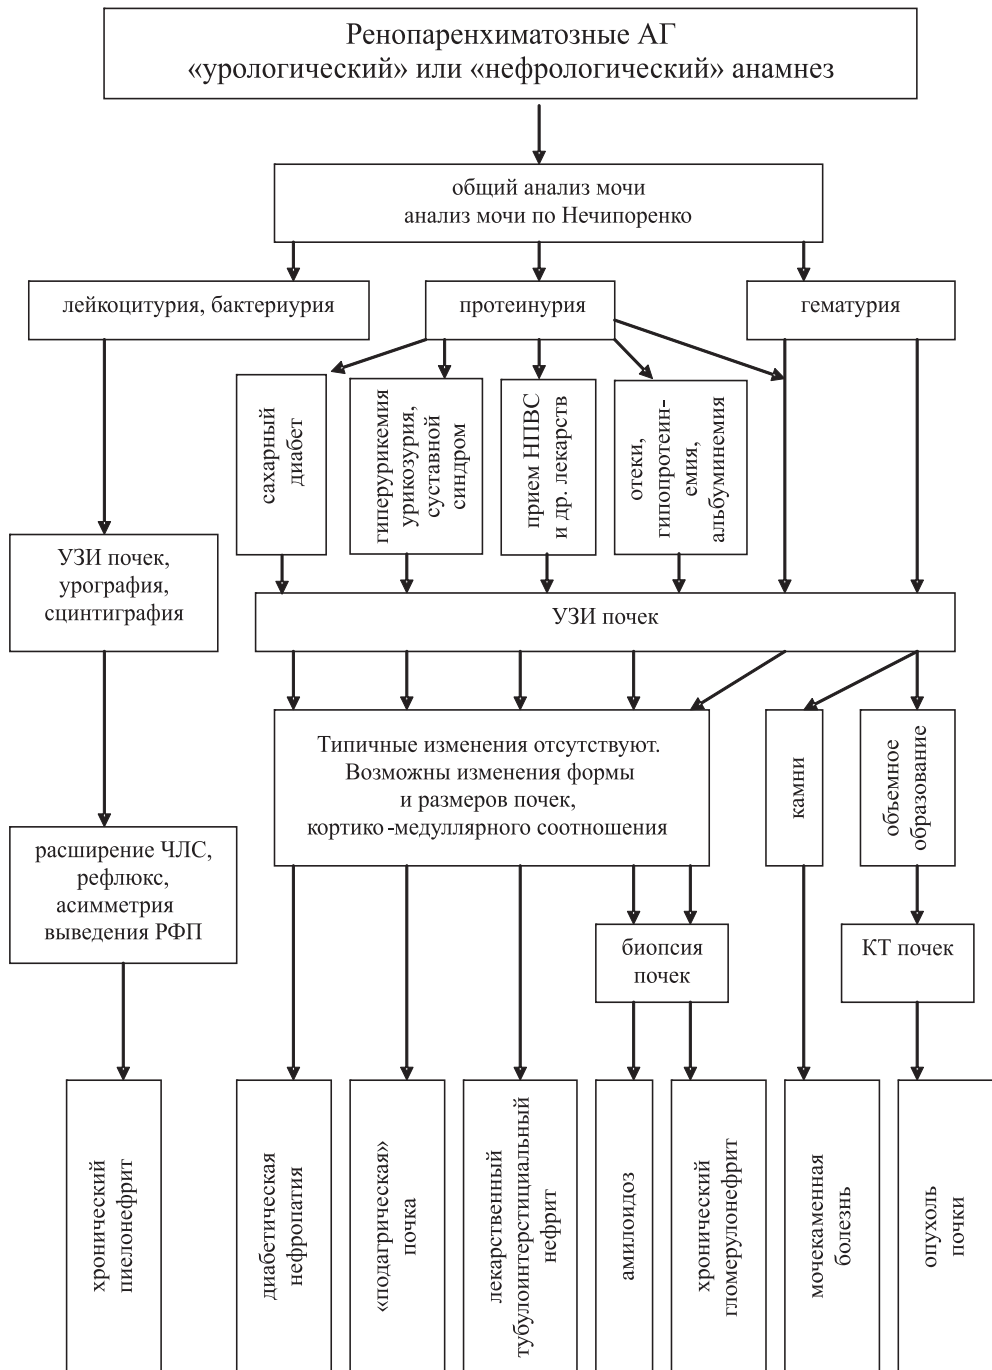 Ренопаренхиматозные АГ
«урологический» или «нефрологический» анамнез
общий анализ мочи
анализ мочи по Нечипоренко
лейкоцитурия, бактериурия
протеинурия
гематурия
сахарный
диабет
гиперурикемия
урикозурия,
суставной
синдром
прием НПВС
и др. лекарств
отеки,
гипопротеин-
емия,
альбуминемия
УЗИ почек,
урография,
сцинтиграфия
УЗИ почек
Типичные изменения отсутствуют.
Возможны изменения формы
и размеров почек,
кортико-медуллярного соотношения
камни
объемное
образование
расширение ЧЛС,
рефлюкс,
асимметрия
выведения РФП
биопсия
почек
КТ почек
хронический
пиелонефрит
диабетическая
нефропатия
«подагрическая»
почка
лекарственный
тубулоинтерстициальный
нефрит
амилоидоз
хронический
гломерулонефрит
мочекаменная
болезнь
опухоль
почки